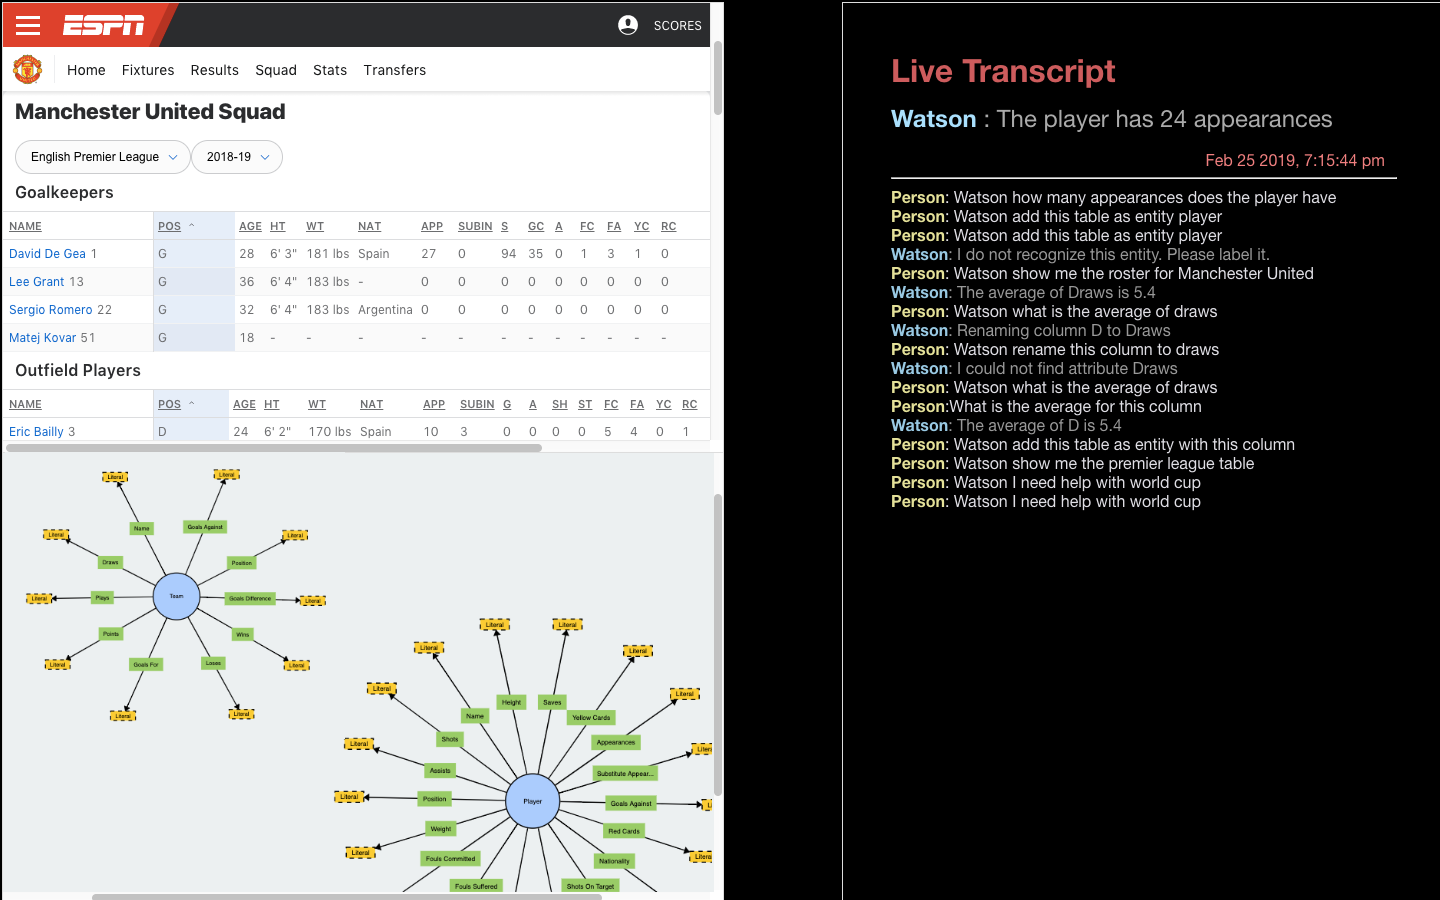 ESPN
SCORES
Home Fixtures Results Squad Stats Transfers
Manchester United Squad
English Premier League 2018-19
Goalkeepers
NAME POS AGE HT WT NAT APP SUBIN S GC A FC FA YC RC
David De Gea 1 G 28 6' 3" 181 lbs Spain 27 0 94 35 0 1 3 1 0
Lee Grant 13 G 36 6' 4" 183 lbs - 0 0 0 0 0 0 0 0 0
Sergio Romero 22 G 32 6' 4" 183 lbs Argentina 0 0 0 0 0 0 0 0 0
Matej Kovar 51 G 18 - - - - - - - - - - - -
Outfield Players
NAME POS AGE HT WT NAT APP SUBIN G A SH ST FC FA YC RC
Eric Bailly 3 D 24 6' 2" 170 lbs Spain 10 3 0 0 0 0 5 4 0 1
Literal Literal
Name Goals Against
Literal Literal
Draws Position
Team
Literal Plays Goals Difference Literal
Points Wins
Literal Goals For Loses Literal
Literal Literal
Literal Literal
Literal Literal
Literal Literal
Height Saves
Name Yellow Cards
Shots Appearances
Literal Literal
Assists Substitute Appear...
Literal Position Player Goals Against
Weight Red Cards
Literal Literal
Fouls Committed Nationality
Fouls Suffered Shots On Target
Live Transcript
Watson : The player has 24 appearances
Feb 25 2019, 7:15:44 pm
Person: Watson how many appearances does the player have
Person: Watson add this table as entity player
Person: Watson add this table as entity player
Watson: I do not recognize this entity. Please label it.
Person: Watson show me the roster for Manchester United
Watson: The average of Draws is 5.4
Person: Watson what is the average of draws
Watson: Renaming column D to Draws
Person: Watson rename this column to draws
Watson: I could not find attribute Draws
Person: Watson what is the average of draws
Person:What is the average for this column
Watson: The average of D is 5.4
Person: Watson add this table as entity with this column
Person: Watson show me the premier league table
Person: Watson I need help with world cup
Person: Watson I need help with world cup